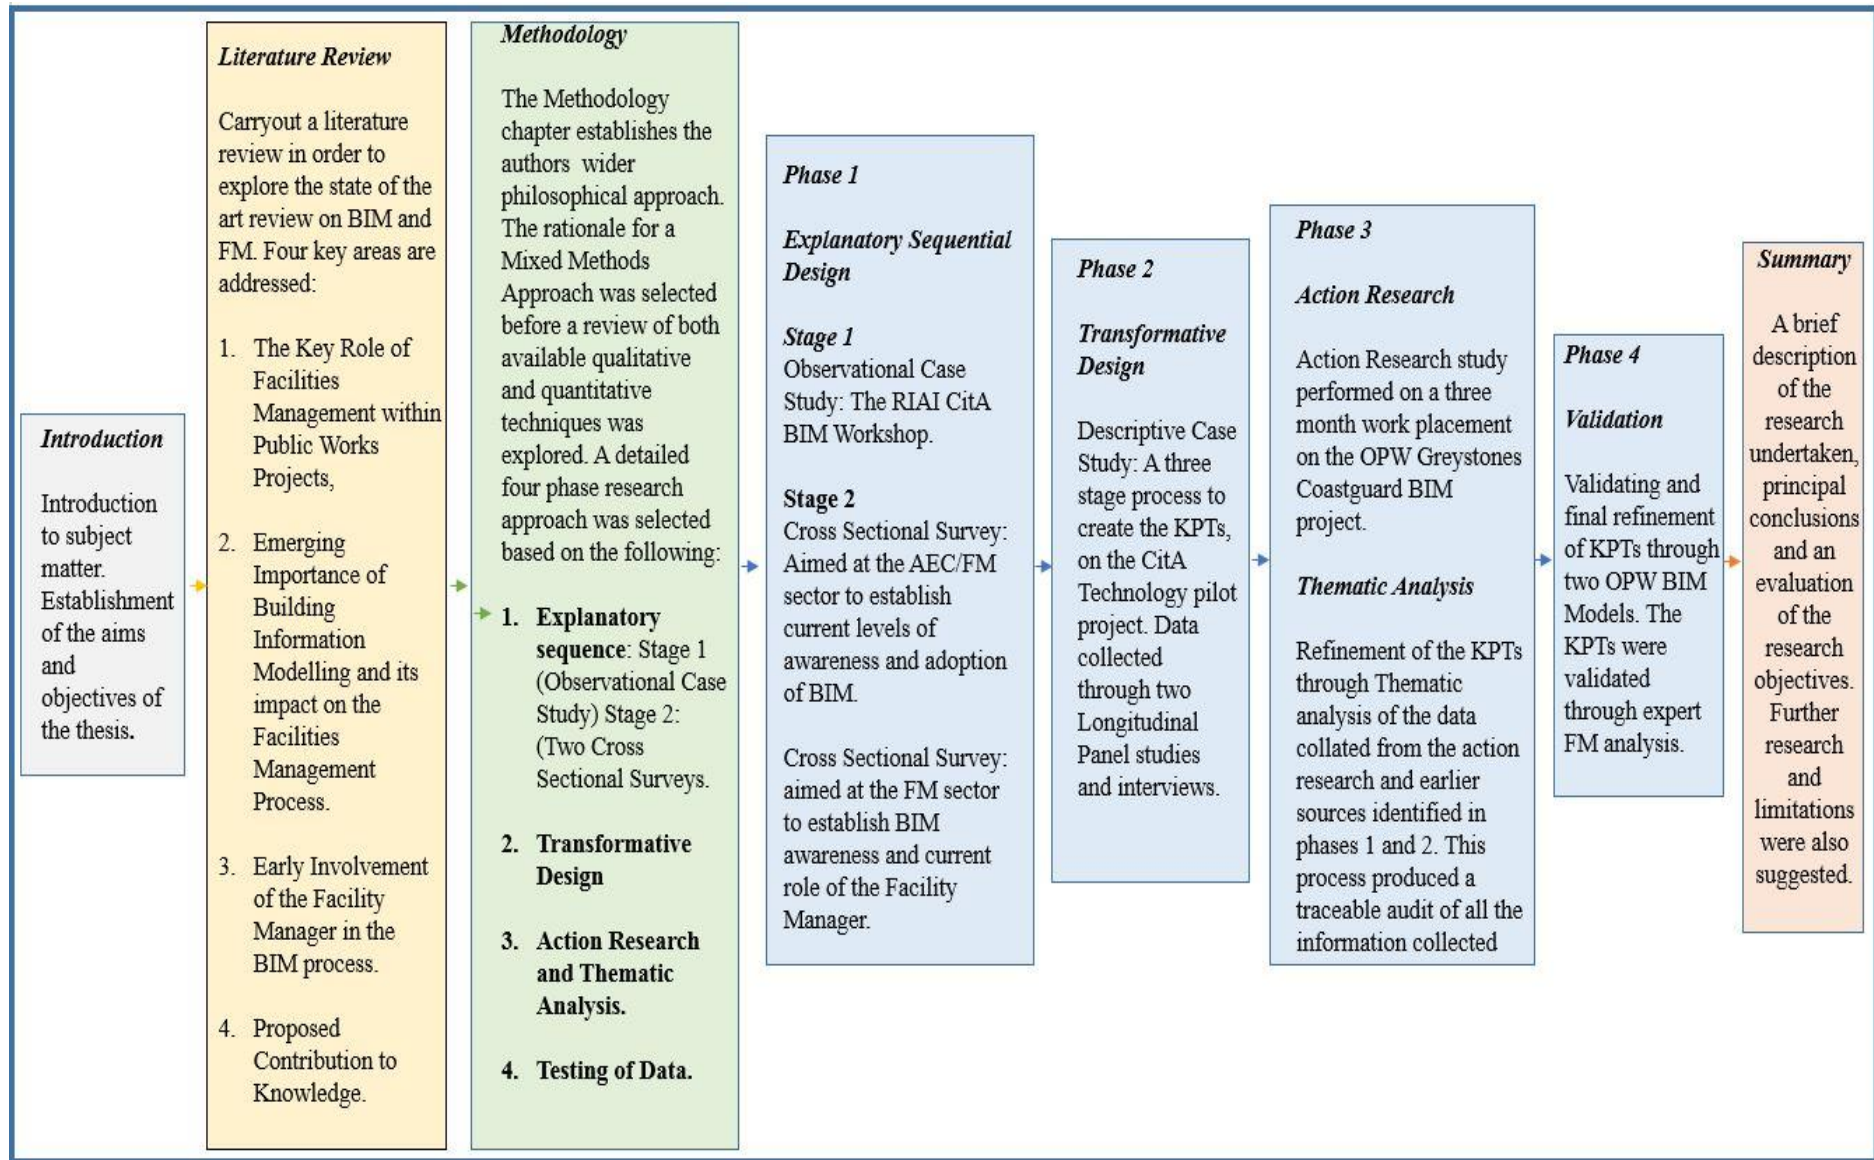 Introduction
Introduction
to subject
matter.
Establishment
of the aims
and
objectives of
the thesis.
Literature Review
Carryout a literature
review in order to
explore the state of the
art review on BIM and
FM. Four key areas are
addressed:
1. The Key Role of
Facilities
Management within
Public Works
Projects,
2. Emerging
Importance of
Building
Information
Modelling and its
impact on the
Facilities
Management
Process.
3. Early Involvement
of the Facility
Manager in the
BIM process.
4. Proposed
Contribution to
Knowledge.
Methodology
The Methodology
chapter establishes the
authors wider
philosophical approach.
The rationale for a
Mixed Methods
Approach was selected
before a review of both
available qualitative
and quantitative
techniques was
explored. A detailed
four phase research
approach was selected
based on the following:
1. Explanatory
sequence: Stage 1
(Observational Case
Study) Stage 2:
(Two Cross
Sectional Surveys.
2. Transformative
Design
3. Action Research
and Thematic
Analysis.
4. Testing of Data.
Phase 1
Explanatory Sequential
Design
Stage 1
Observational Case
Study: The RIAI CitA
BIM Workshop.
Stage 2
Cross Sectional Survey:
Aimed at the AEC/FM
sector to establish
current levels of
awareness and adoption
of BIM.
Cross Sectional Survey:
aimed at the FM sector
to establish BIM
awareness and current
role of the Facility
Manager.
Phase 2
Transformative
Design
Descriptive Case
Study: A three
stage process to
create the KPTs,
on the CitA
Technology pilot
project. Data
collected
through two
Longitudinal
Panel studies
and interviews.
Phase 3
Action Research
Action Research study
performed on a three
month work placement
on the OPW Greystones
Coastguard BIM
project.
Thematic Analysis
Refinement of the KPTs
through Thematic
analysis of the data
collated from the action
research and earlier
sources identified in
phases 1 and 2. This
process produced a
traceable audit of all the
information collected
Phase 4
Validation
Validating and
final refinement
of KPTs through
two OPW BIM
Models. The
KPTs were
validated
through expert
FM analysis.
Summary
A brief
description
of the
research
undertaken,
principal
conclusions
and an
evaluation
of the
research
objectives.
Further
research
and
limitations
were also
suggested.